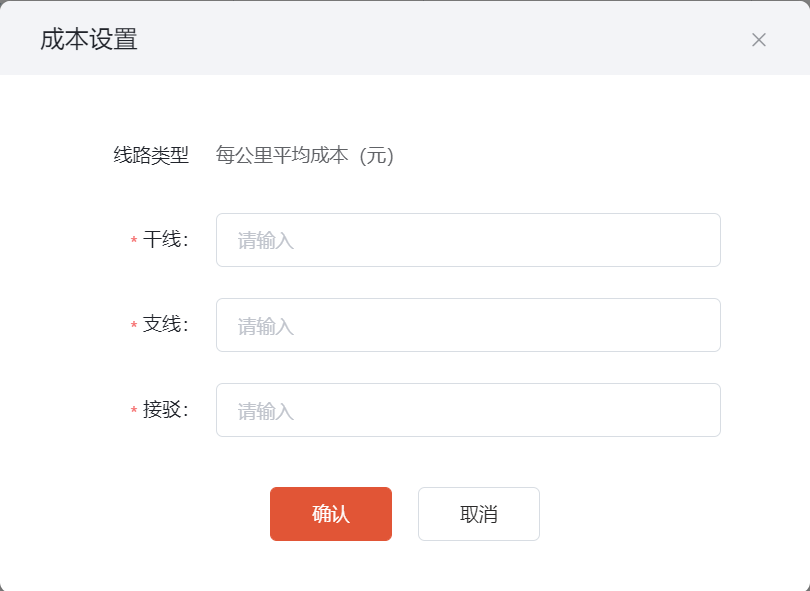 成本设置
线路类型 每公里平均成本（元）
* 干线： 请输入
* 支线： 请输入
* 接驳： 请输入
确认 取消